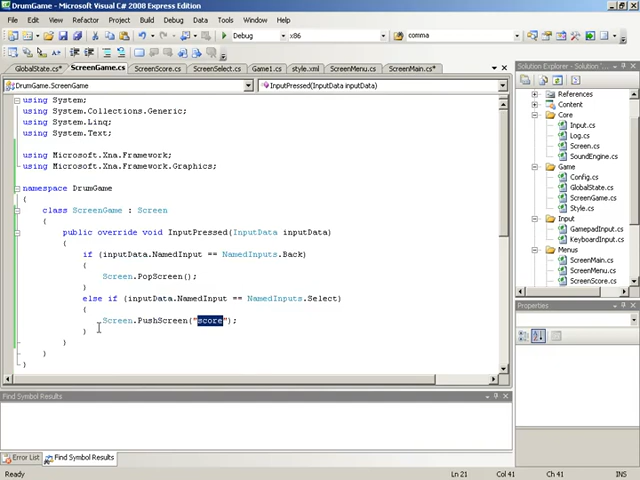 DrumGame - Microsoft Visual C# 2008 Express Edition
File Edit View Refactor Project Build Debug Data Tools Window Help
Debug x86 comma
GlobalState.cs* ScreenGame.cs ScreenScore.cs ScreenSelect.cs Game1.cs style.xml ScreenMenu.cs ScreenMain.cs*
DrumGame.ScreenGame InputPressed(InputData inputData)
using System;
using System.Collections.Generic;
using System.Linq;
using System.Text;
using Microsoft.Xna.Framework;
using Microsoft.Xna.Framework.Graphics;
namespace DrumGame
{
class ScreenGame : Screen
{
public override void InputPressed(InputData inputData)
{
if (inputData.NamedInput == NamedInputs.Back)
{
Screen.PopScreen();
}
else if (inputData.NamedInput == NamedInputs.Select)
{
Screen.PushScreen("score");
}
}
}
}
Solution Explorer - Solution ...
References
Content
Core
Input.cs
Log.cs
Screen.cs
SoundEngine.cs
Game
Config.cs
GlobalState.cs
ScreenGame.cs
Style.cs
Input
GamepadInput.cs
KeyboardInput.cs
Menus
ScreenMain.cs
ScreenMenu.cs
ScreenScore.cs
Properties
Find Symbol Results
Error List Find Symbol Results
Ready Ln 21 Col 41 Ch 41 INS